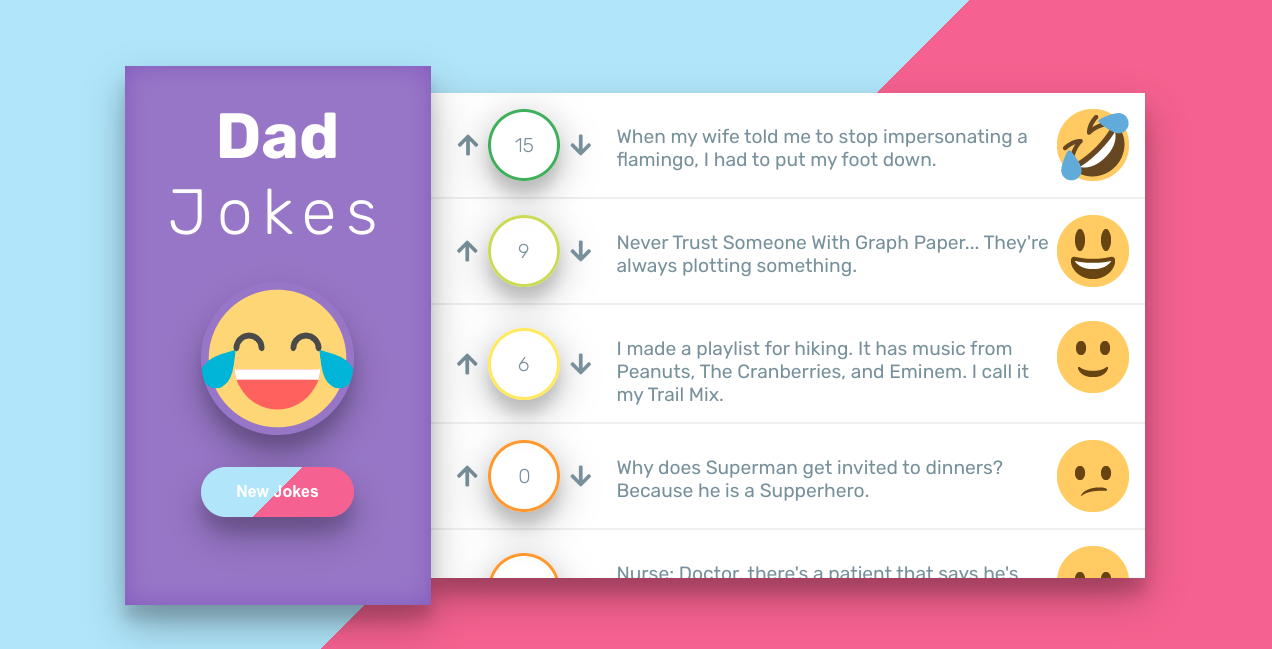 Dad
Jokes
New Jokes
15
When my wife told me to stop impersonating a
flamingo, I had to put my foot down.
9
Never Trust Someone With Graph Paper... They're
always plotting something.
6
I made a playlist for hiking. It has music from
Peanuts, The Cranberries, and Eminem. I call it
my Trail Mix.
0
Why does Superman get invited to dinners?
Because he is a Supperhero.
Nurse: Doctor, there's a patient that says he's